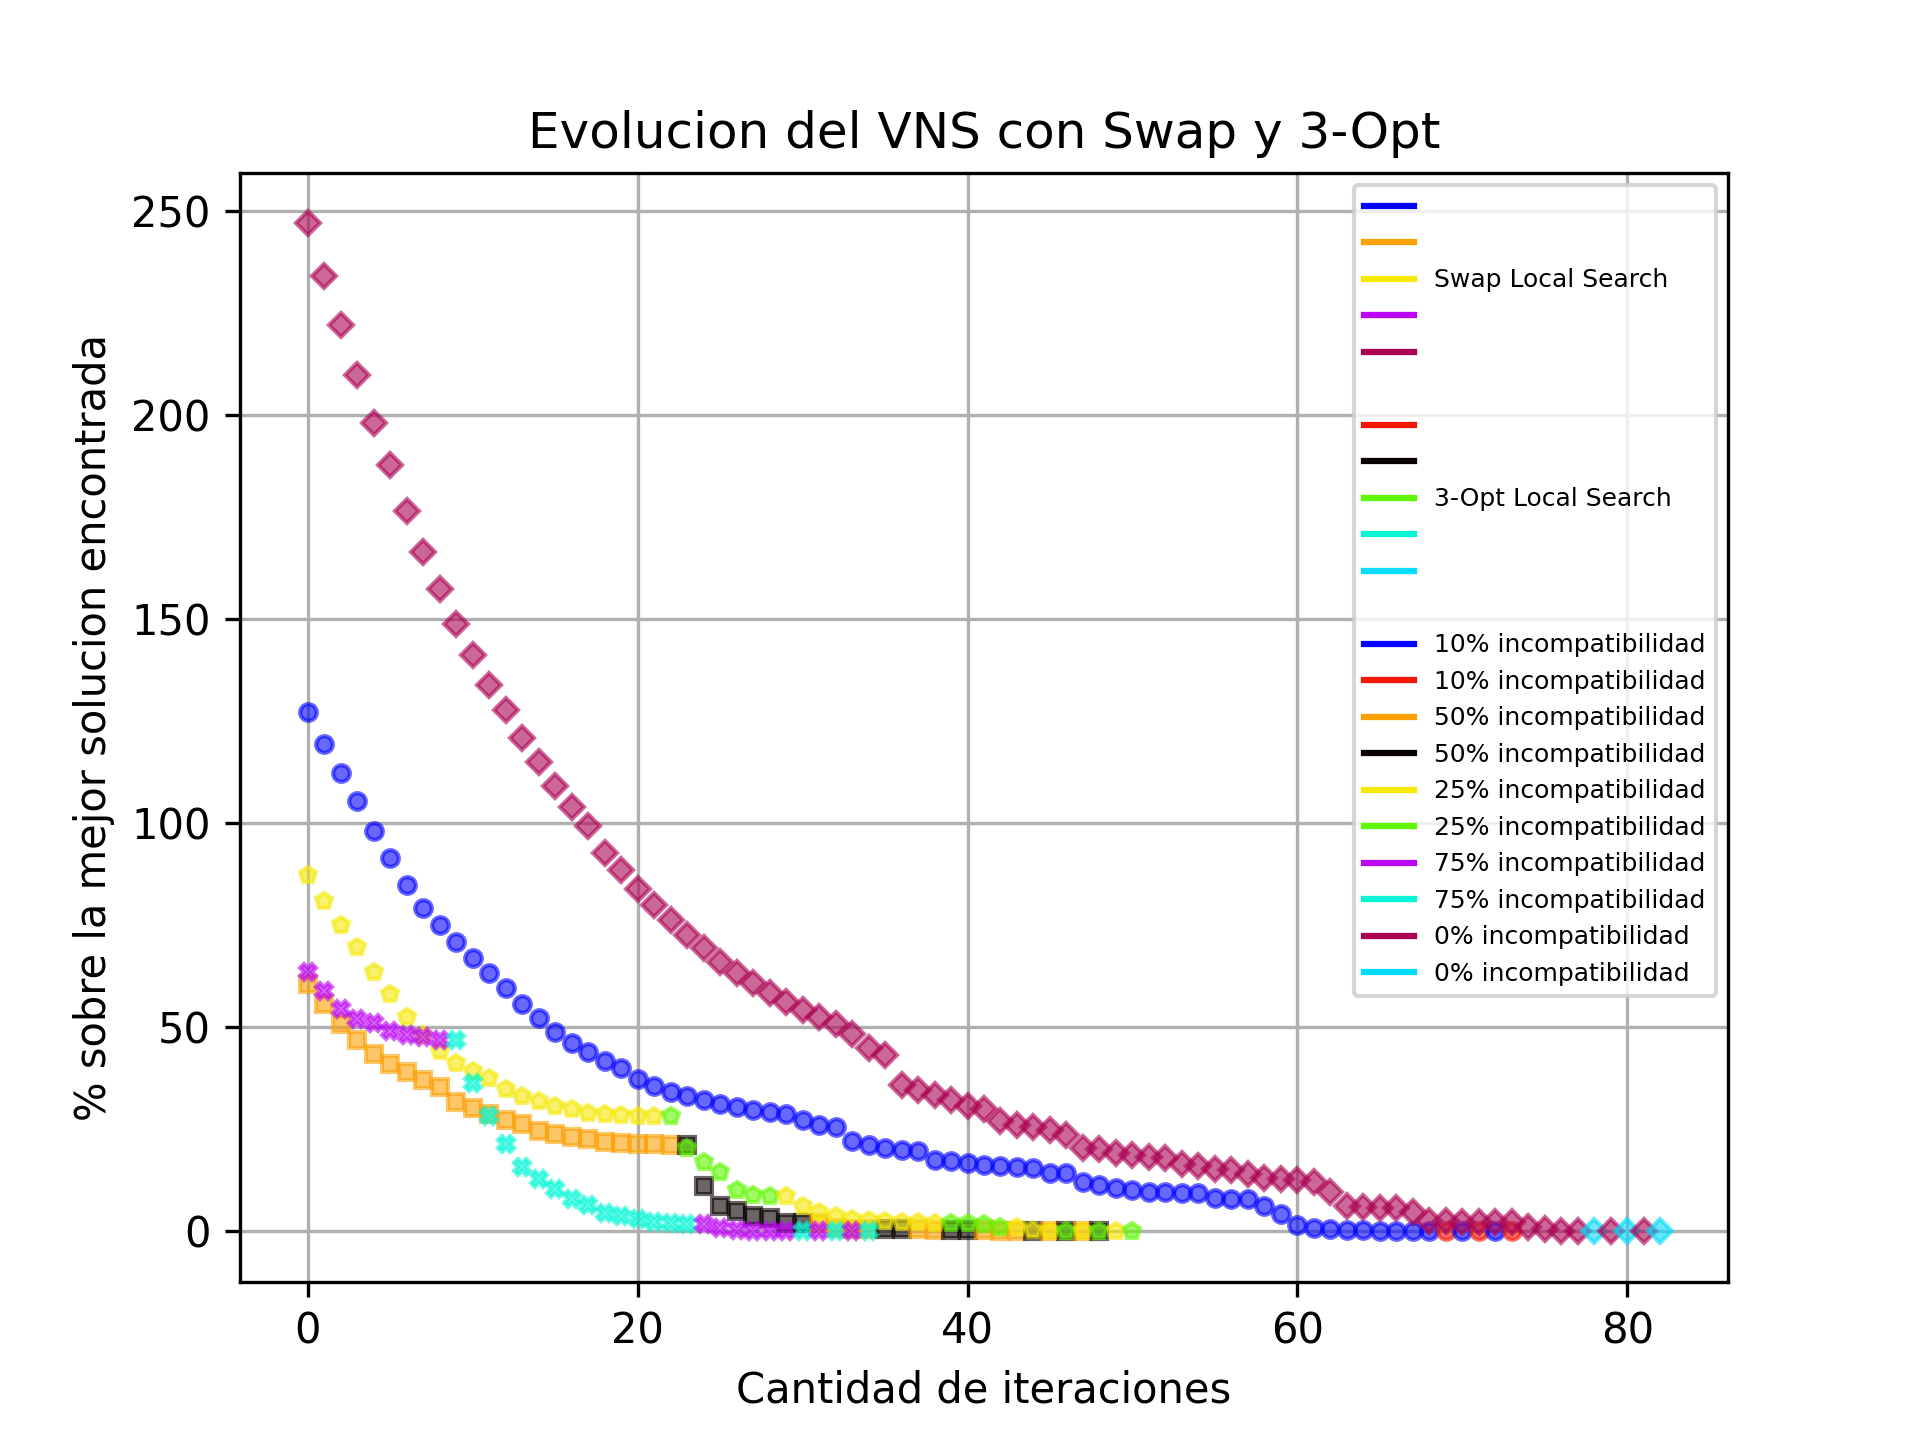 Evolucion del VNS con Swap y 3-Opt
% sobre la mejor solucion encontrada
250
200
150
100
50
0
Swap Local Search
3-Opt Local Search
10% incompatibilidad
10% incompatibilidad
50% incompatibilidad
50% incompatibilidad
25% incompatibilidad
25% incompatibilidad
75% incompatibilidad
75% incompatibilidad
0% incompatibilidad
0% incompatibilidad
0 20 40 60 80
Cantidad de iteraciones